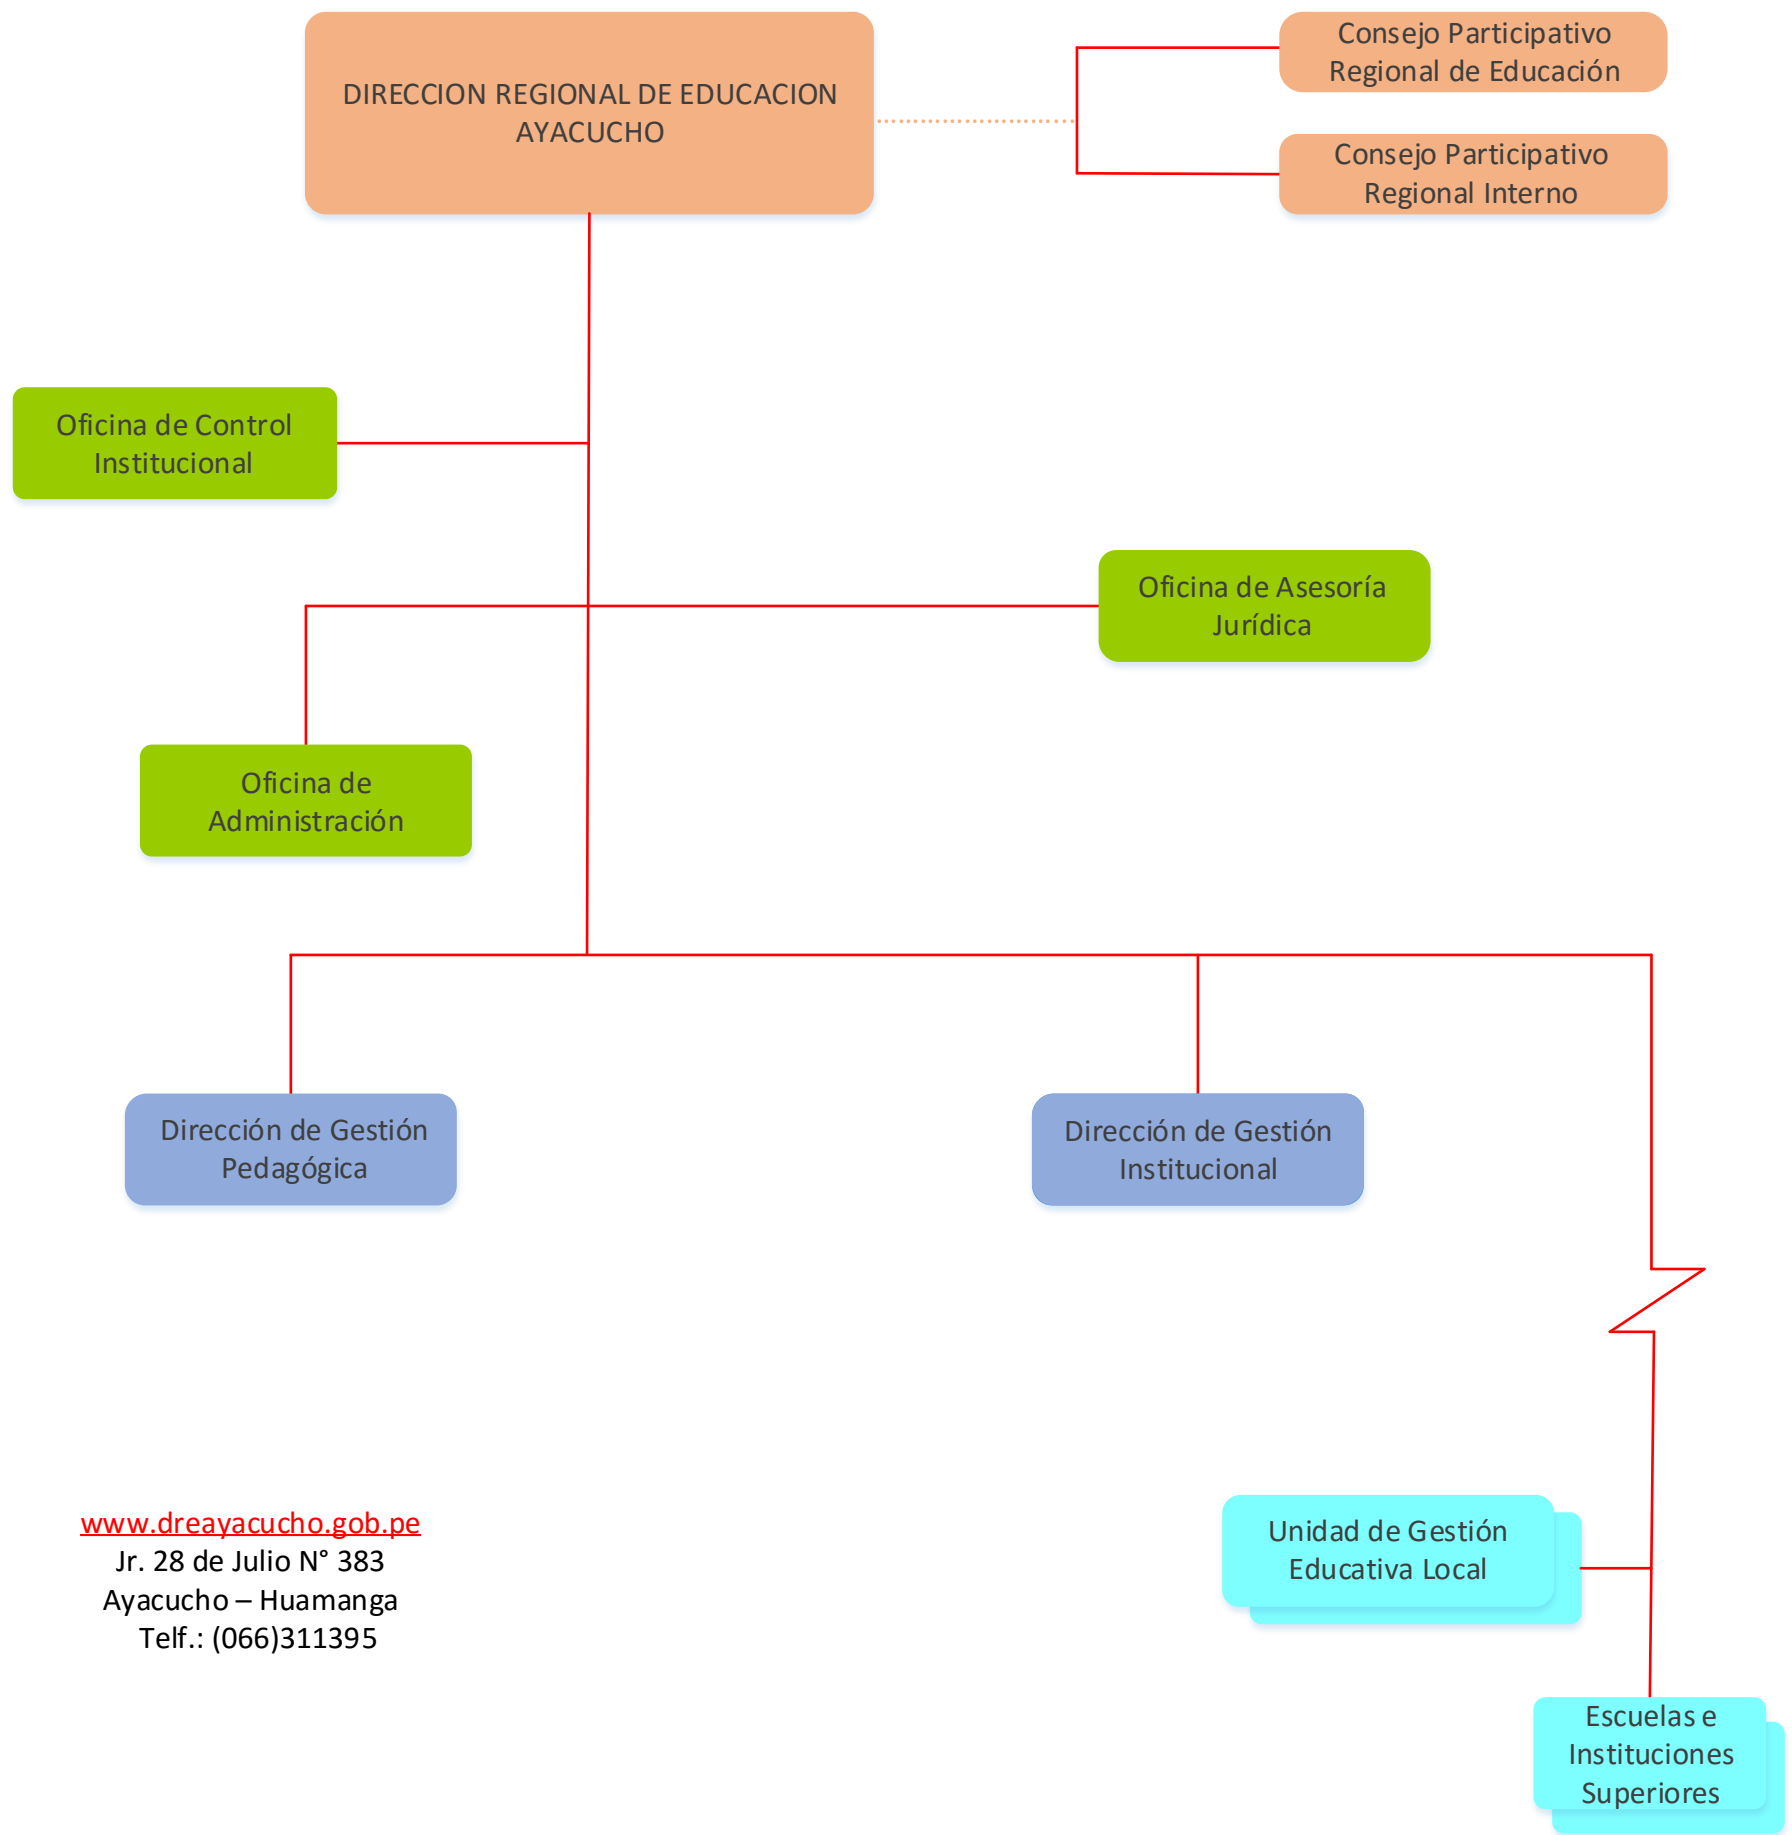 DIRECCION REGIONAL DE EDUCACION
AYACUCHO
Consejo Participativo
Regional de Educación
Consejo Participativo
Regional Interno
Oficina de Control
Institucional
Oficina de Asesoría
Jurídica
Oficina de
Administración
Dirección de Gestión
Pedagógica
Dirección de Gestión
Institucional
www.dreayacucho.gob.pe
Jr. 28 de Julio N° 383
Ayacucho – Huamanga
Telf.: (066)311395
Unidad de Gestión
Educativa Local
Escuelas e
Instituciones
Superiores